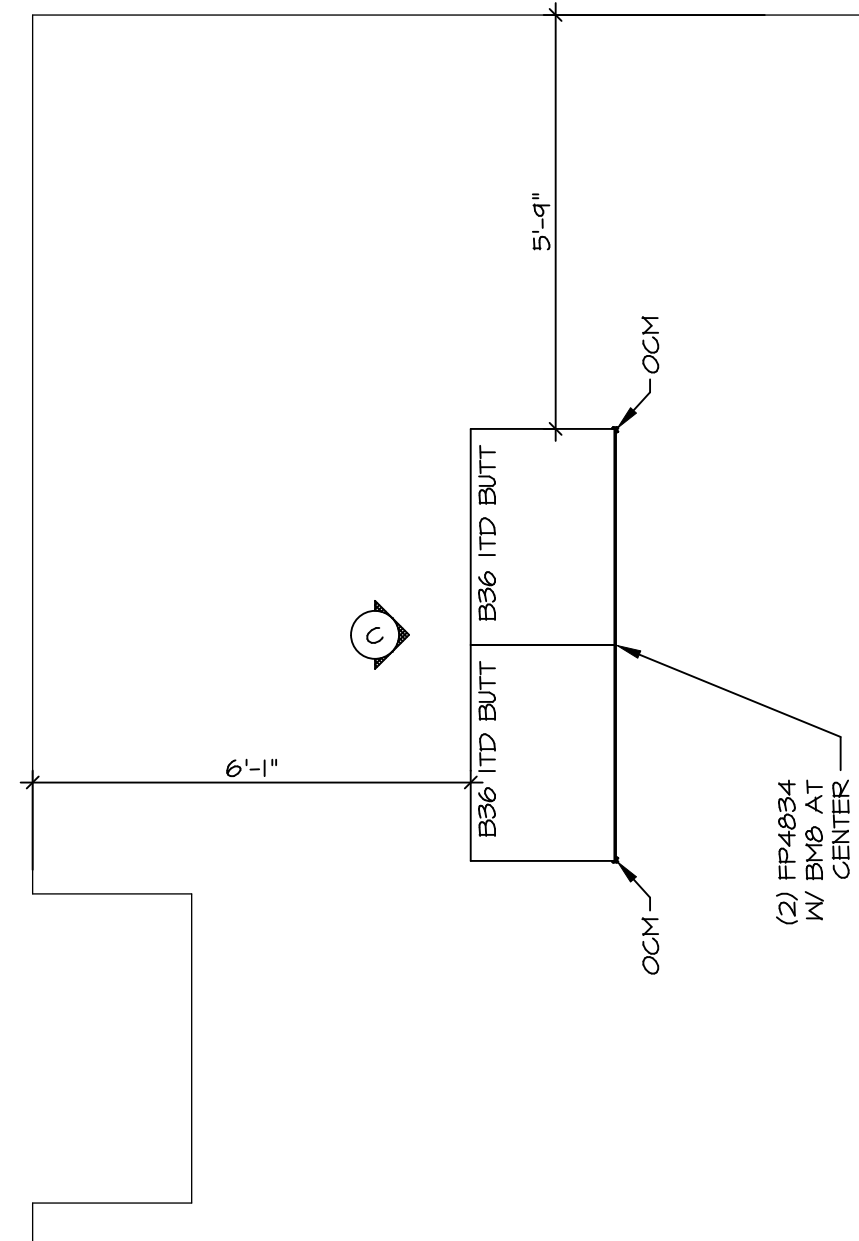 5'-9"
OCM
B36 1TD BUTT
C
B36 1TD BUTT
6'-1"
OCM
(2) FP4834
W/ BM8 AT
CENTER